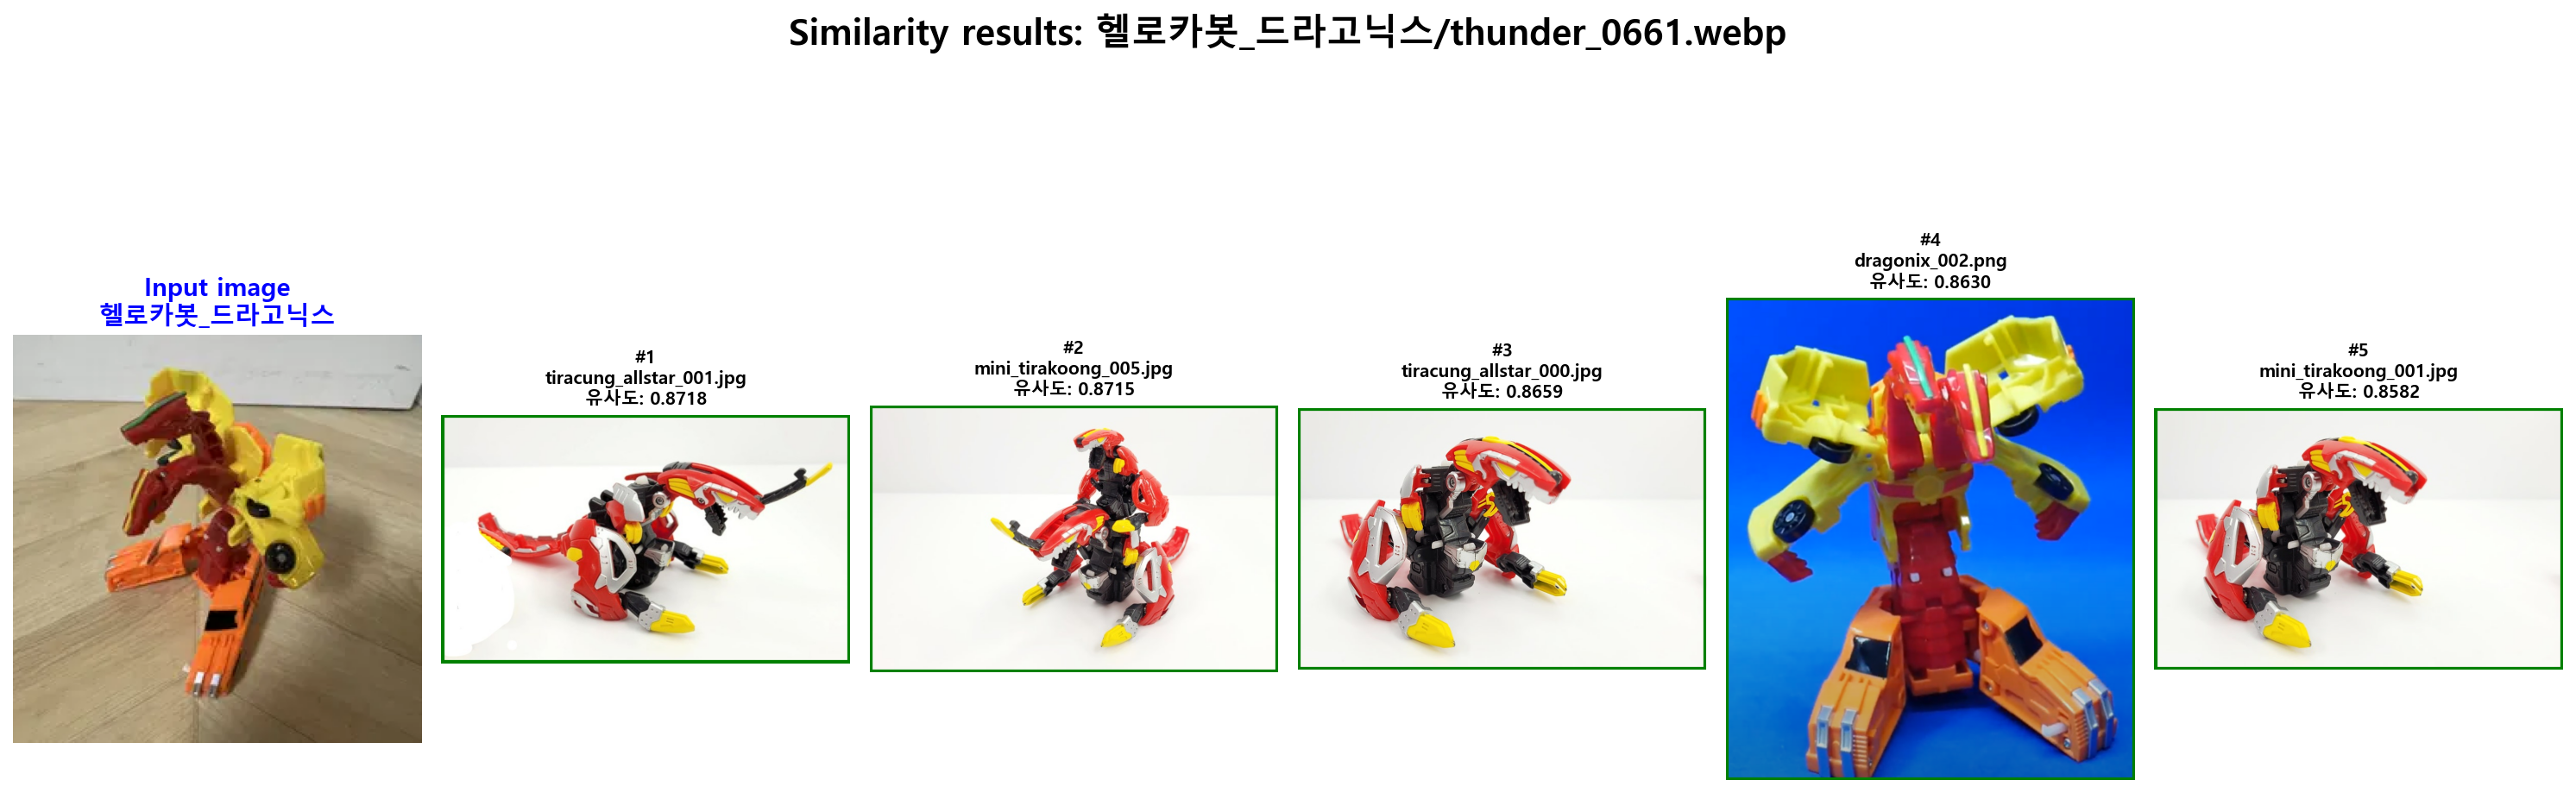 Similarity results: 헬로카봇_드라고닉스/thunder_0661.webp
Input image
헬로카봇_드라고닉스
#1
tiracung_allstar_001.jpg
유사도: 0.8718
#2
mini_tirakoong_005.jpg
유사도: 0.8715
#3
tiracung_allstar_000.jpg
유사도: 0.8659
#4
dragonix_002.png
유사도: 0.8630
#5
mini_tirakoong_001.jpg
유사도: 0.8582